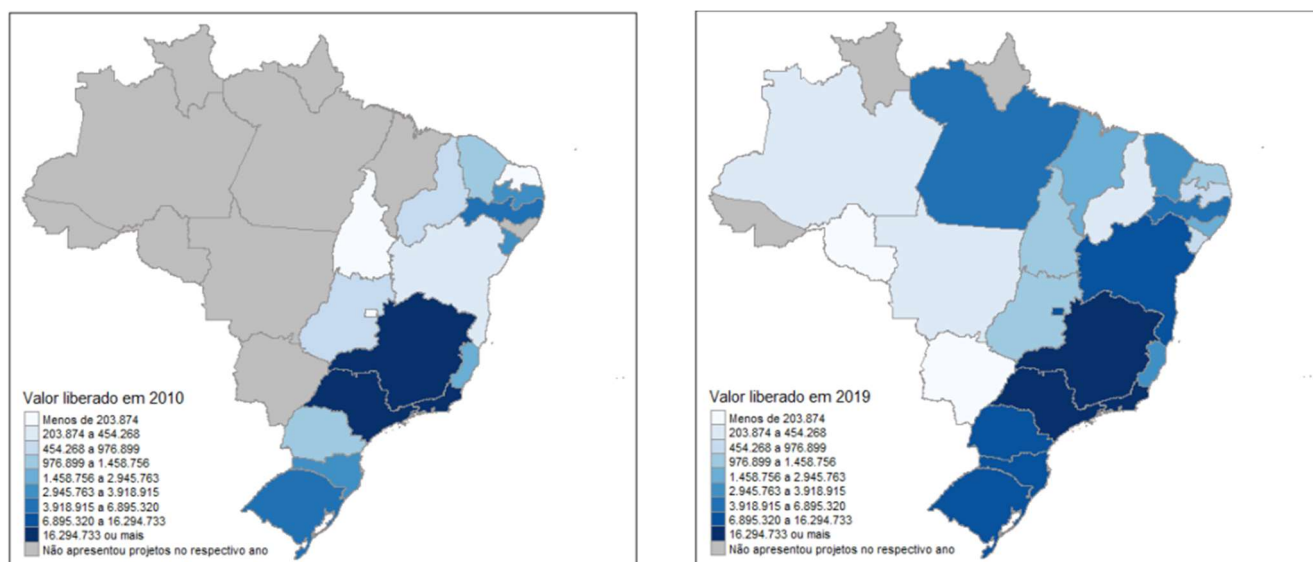 Valor liberado em 2010
Menos de 203.874
203.874 a 454.268
454.268 a 976.899
976.899 a 1.458.756
1.458.756 a 2.945.763
2.945.763 a 3.918.915
3.918.915 a 6.895.320
6.895.320 a 16.294.733
16.294.733 ou mais
Não apresentou projetos no respectivo ano
Valor liberado em 2019
Menos de 203.874
203.874 a 454.268
454.268 a 976.899
976.899 a 1.458.756
1.458.756 a 2.945.763
2.945.763 a 3.918.915
3.918.915 a 6.895.320
6.895.320 a 16.294.733
16.294.733 ou mais
Não apresentou projetos no respectivo ano